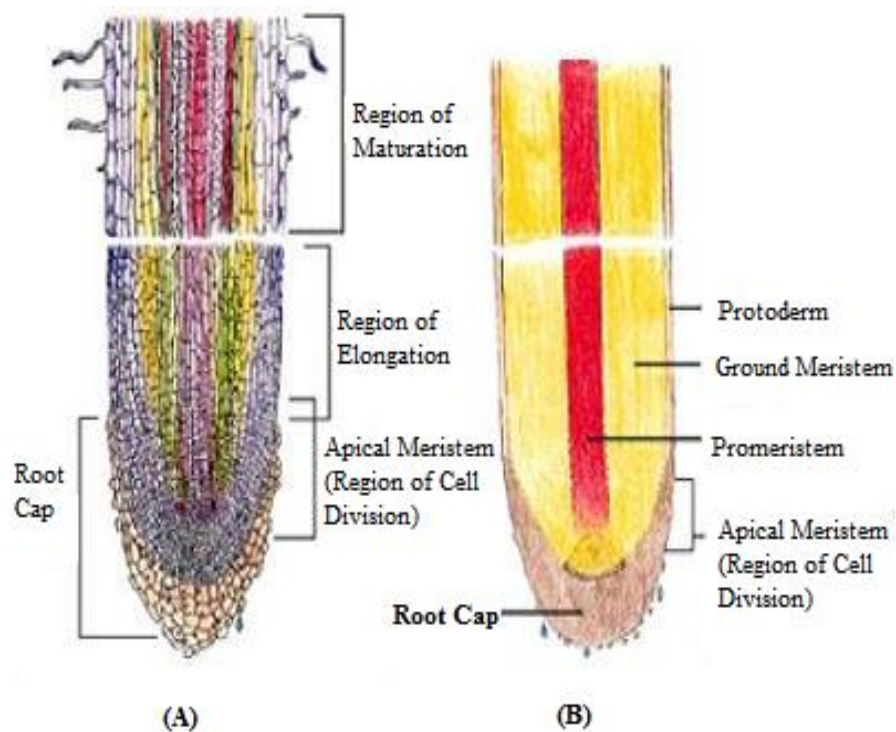 Region of
Maturation
Region of
Elongation
Apical Meristem
(Region of Cell
Division)
Root
Cap
(A)
Protoderm
Ground Meristem
Promeristem
Apical Meristem
(Region of Cell
Division)
Root Cap
(B)